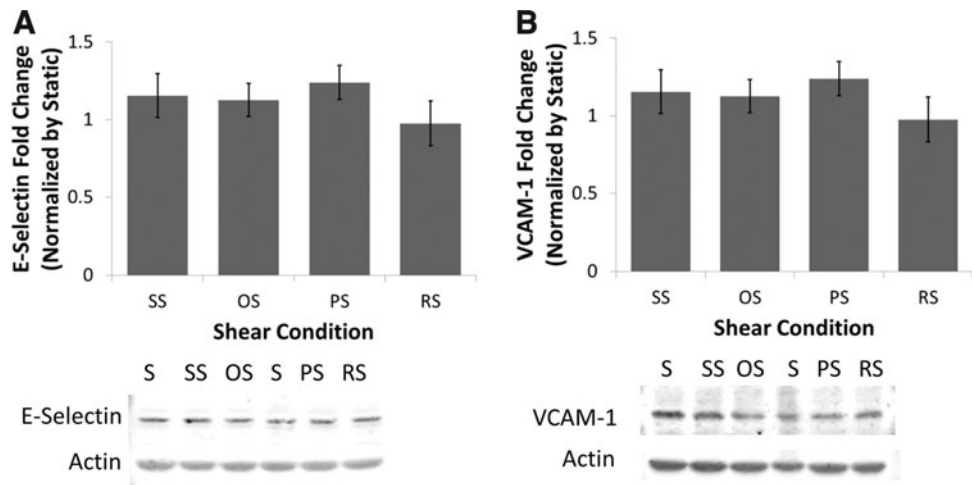 A
E-Selectin Fold Change
(Normalized by Static)
1.5
1
0.5
0
SS OS PS RS
Shear Condition
S SS OS S PS RS
E-Selectin
Actin
B
VCAM-1 Fold Change
(Normalized by Static)
1.5
1
0.5
0
SS OS PS RS
Shear Condition
S SS OS S PS RS
VCAM-1
Actin